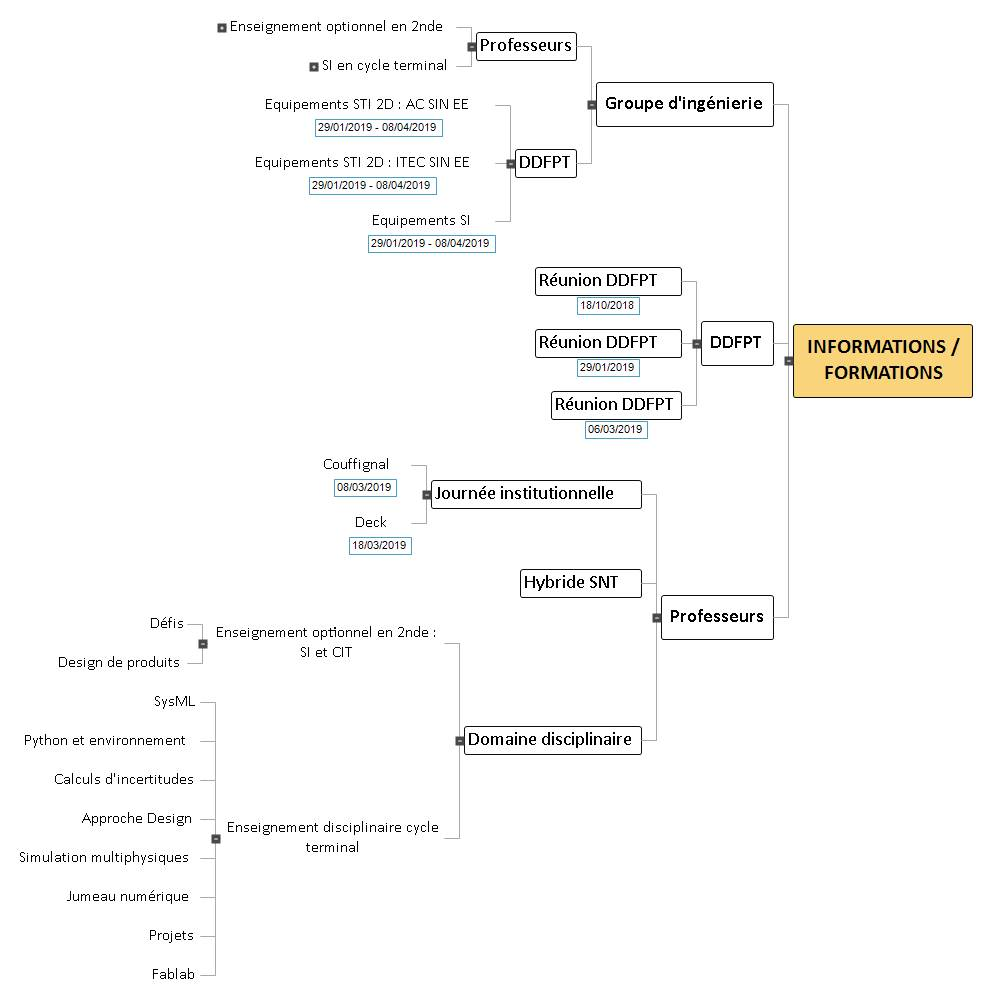 Enseignement optionnel en 2nde
Professeurs
SI en cycle terminal
Groupe d'ingénierie
Equipements STI 2D : AC SIN EE
29/01/2019 - 08/04/2019
DDFPT
Equipements STI 2D : ITEC SIN EE
29/01/2019 - 08/04/2019
Equipements SI
29/01/2019 - 08/04/2019
Réunion DDFPT
18/10/2018
DDFPT
Réunion DDFPT
29/01/2019
INFORMATIONS /
FORMATIONS
Réunion DDFPT
06/03/2019
Couffignal
08/03/2019
Journée institutionnelle
Deck
18/03/2019
Hybride SNT
Professeurs
Défis
Enseignement optionnel en 2nde :
SI et CIT
Design de produits
SysML
Python et environnement
Domaine disciplinaire
Calculs d'incertitudes
Approche Design
Enseignement disciplinaire cycle
terminal
Simulation multiphysiques
Jumeau numérique
Projets
Fablab